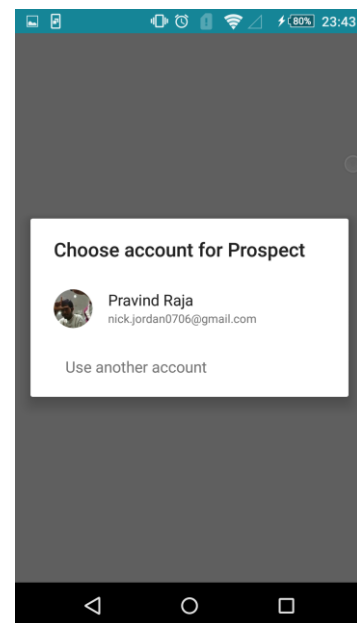 80%
23:43
Choose account for Prospect
Pravind Raja
nick.jordan0706@gmail.com
Use another account